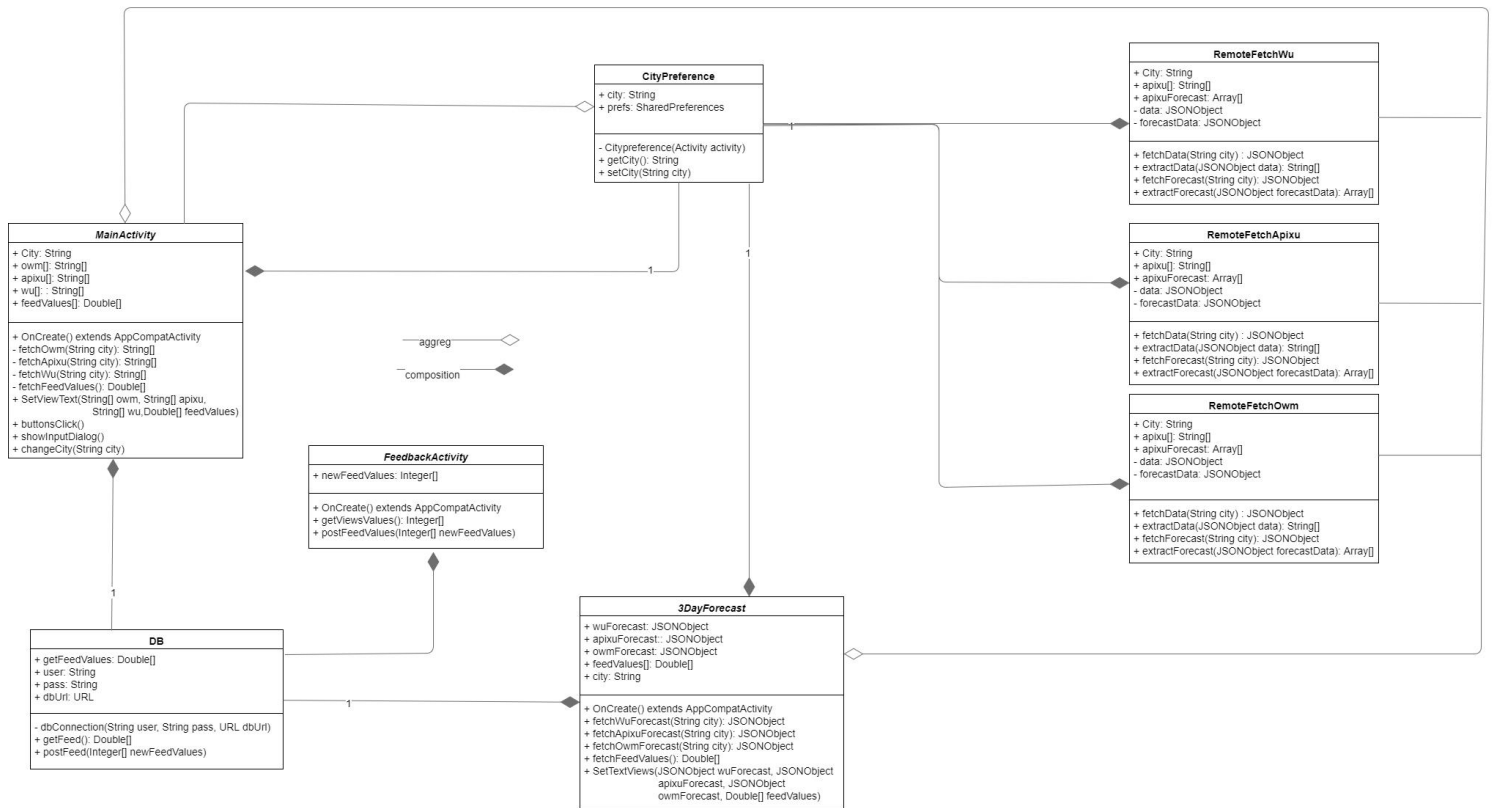 CityPreference
+ city: String
+ prefs: SharedPreferences
- Citypreference(Activity activity)
+ getCity(): String
+ setCity(String city)
RemoteFetchWu
+ City: String
+ apixu[]: String[]
+ apixuForecast: Array[]
- data: JSONObject
- forecastData: JSONObject
+ fetchData(String city) : JSONObject
+ extractData(JSONObject data): String[]
+ fetchForecast(String city): JSONObject
+ extractForecast(JSONObject forecastData): Array[]
1
MainActivity
+ City: String
+ owm[]: String[]
+ apixu[]: String[]
+ wu[]: : String[]
+ feedValues[]: Double[]
+ OnCreate() extends AppCompatActivity
- fetchOwm(String city): String[]
- fetchApixu(String city): String[]
- fetchWu(String city): String[]
- fetchFeedValues(): Double[]
+ SetViewText(String[] owm, String[] apixu,
String[] wu,Double[] feedValues)
+ buttonsClick()
+ showInputDialog()
+ changeCity(String city)
1
1
RemoteFetchApixu
+ City: String
+ apixu[]: String[]
+ apixuForecast: Array[]
- data: JSONObject
- forecastData: JSONObject
+ fetchData(String city) : JSONObject
+ extractData(JSONObject data): String[]
+ fetchForecast(String city): JSONObject
+ extractForecast(JSONObject forecastData): Array[]
aggreg
composition
RemoteFetchOwm
+ City: String
+ apixu[]: String[]
+ apixuForecast: Array[]
- data: JSONObject
- forecastData: JSONObject
+ fetchData(String city) : JSONObject
+ extractData(JSONObject data): String[]
+ fetchForecast(String city): JSONObject
+ extractForecast(JSONObject forecastData): Array[]
FeedbackActivity
+ newFeedValues: Integer[]
+ OnCreate() extends AppCompatActivity
+ getViewsValues(): Integer[]
+ postFeedValues(Integer[] newFeedValues)
1
DB
+ getFeedValues: Double[]
+ user: String
+ pass: String
+ dbUrl: URL
- dbConnection(String user, String pass, URL dbUrl)
+ getFeed(): Double[]
+ postFeed(Integer[] newFeedValues)
1
3DayForecast
+ wuForecast: JSONObject
+ apixuForecast:: JSONObject
+ owmForecast: JSONObject
+ feedValues[]: Double[]
+ city: String
+ OnCreate() extends AppCompatActivity
+ fetchWuForecast(String city): JSONObject
+ fetchApixuForecast(String city): JSONObject
+ fetchOwmForecast(String city): JSONObject
+ fetchFeedValues(): Double[]
+ SetTextViews(JSONObject wuForecast, JSONObject
apixuForecast, JSONObject
owmForecast, Double[] feedValues)